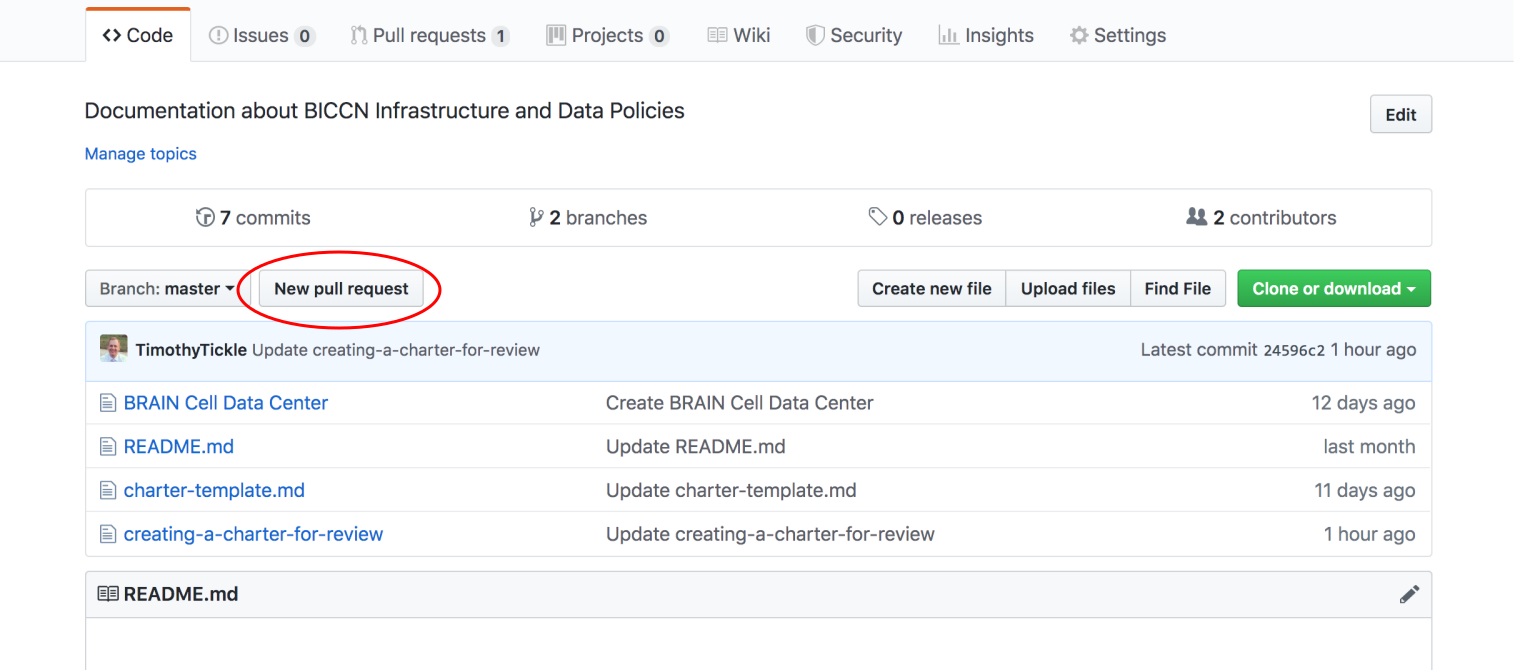 Code Issues 0 Pull requests 1 Projects 0 Wiki Security Insights Settings
Documentation about BICCN Infrastructure and Data Policies Edit
Manage topics
7 commits 2 branches 0 releases 2 contributors
Branch: master New pull request Create new file Upload files Find File Clone or download
TimothyTickle Update creating-a-charter-for-review Latest commit 24596c2 1 hour ago
BRAIN Cell Data Center Create BRAIN Cell Data Center 12 days ago
README.md Update README.md last month
charter-template.md Update charter-template.md 11 days ago
creating-a-charter-for-review Update creating-a-charter-for-review 1 hour ago
README.md